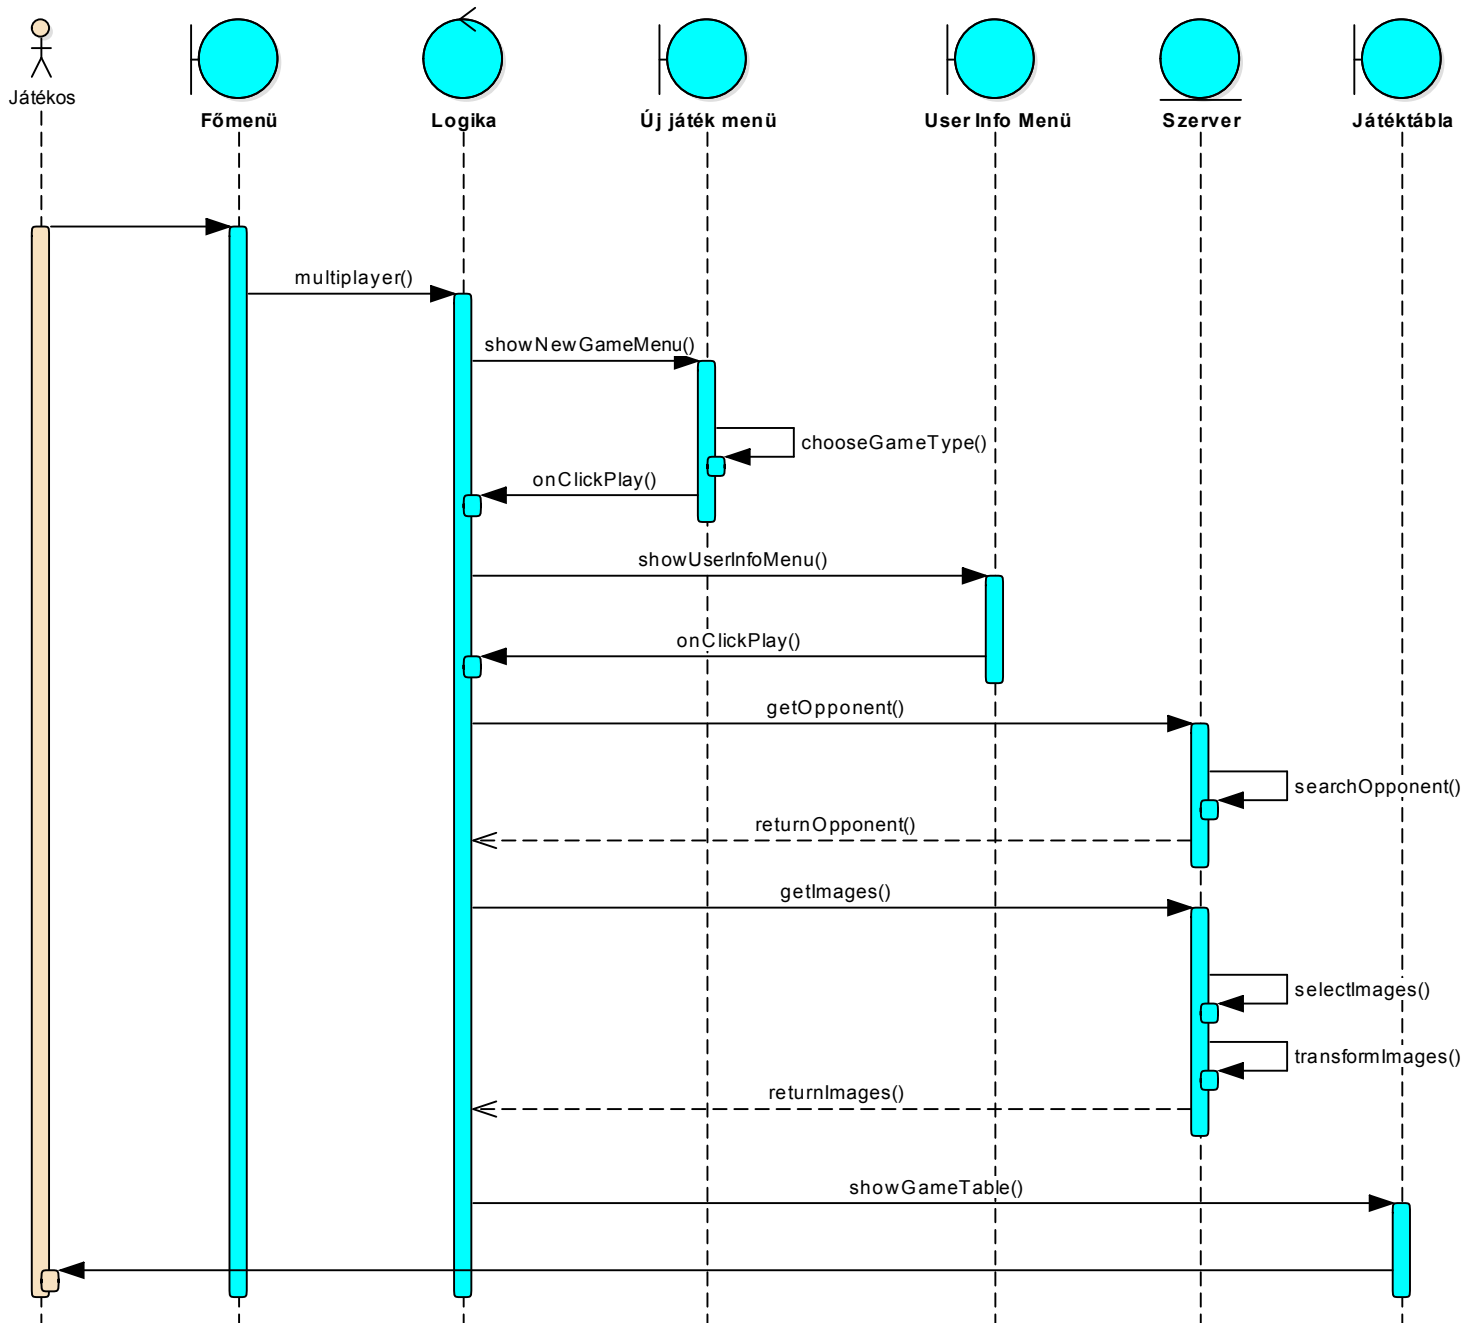 Játékos
Főmenü
Logika
Új játék menü
User Info Menü
Szerver
Játéktábla
multiplayer()
showNewGameMenu()
chooseGameType()
onClickPlay()
showUserInfoMenu()
onClickPlay()
getOpponent()
searchOpponent()
returnOpponent()
getImages()
selectImages()
transformImages()
returnImages()
showGameTable()